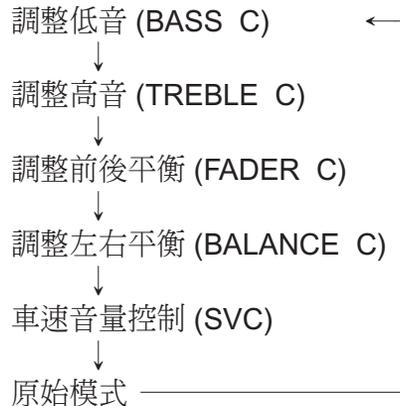 調整低音 (BASS C)
調整高音 (TREBLE C)
調整前後平衡 (FADER C)
調整左右平衡 (BALANCE C)
車速音量控制 (SVC)
原始模式